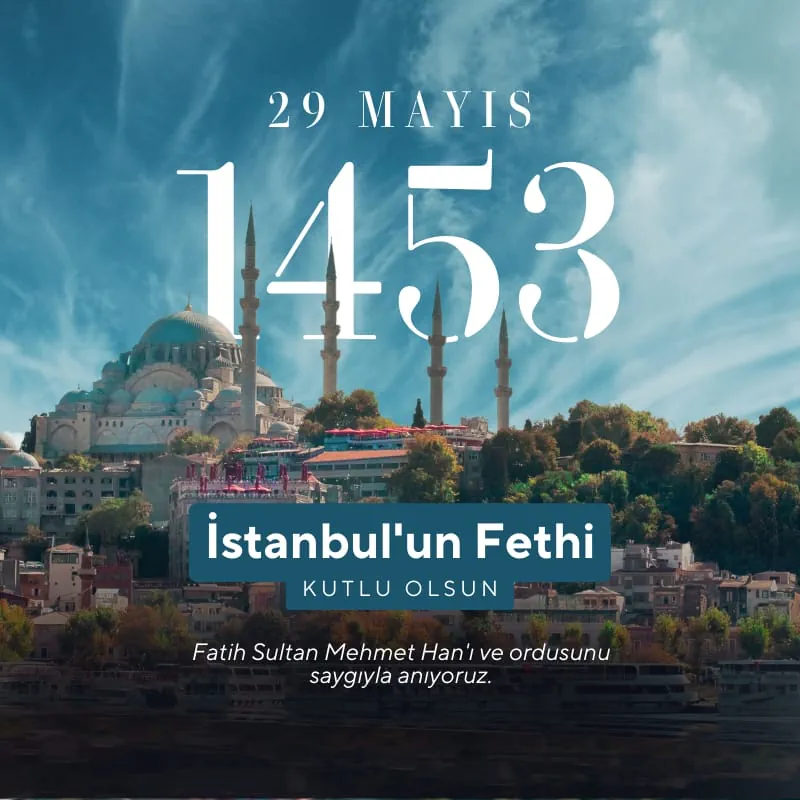 29 MAYIS
1453
İstanbul'un Fethi
KUTLU OLSUN
Fatih Sultan Mehmet Han'ı ve ordusunu
saygıyla anıyoruz.